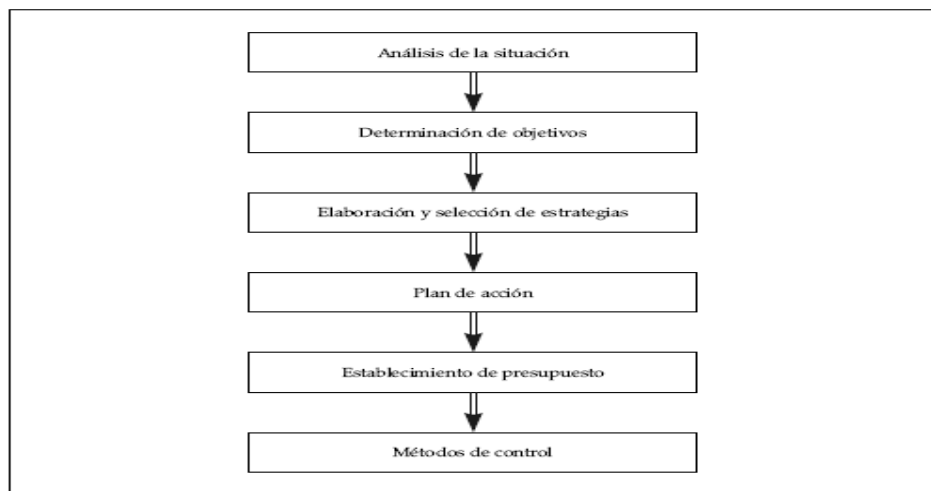 Análisis de la situación
Determinación de objetivos
Elaboración y selección de estrategias
Plan de acción
Establecimiento de presupuesto
Métodos de control